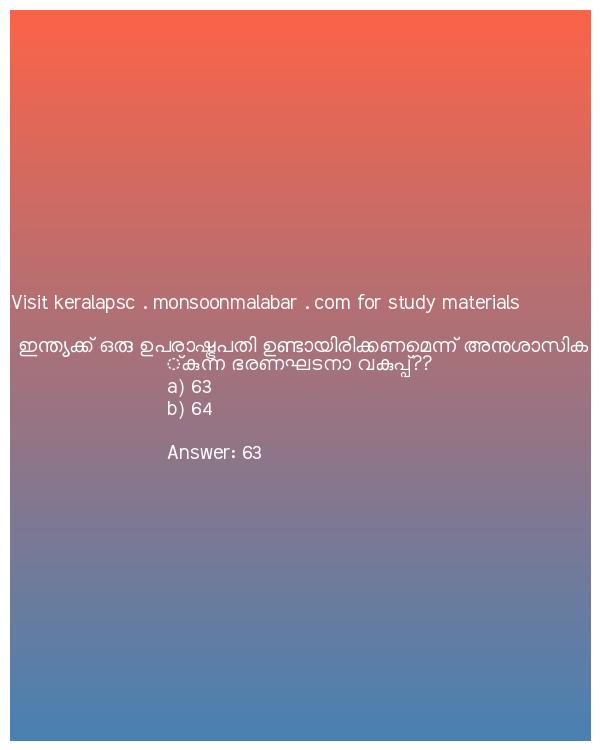 Visit keralapsc . monsoonmalabar . com for study materials
ഇന്ത്യക്ക് ഒരു ഉപരാഷ്ട്രപതി ഉണ്ടായിരിക്കണമെന്ന് അനുശാസിക
്കുന്ന ഭരണഘടനാ വകുപ്പ്??
a) 63
b) 64
Answer: 63